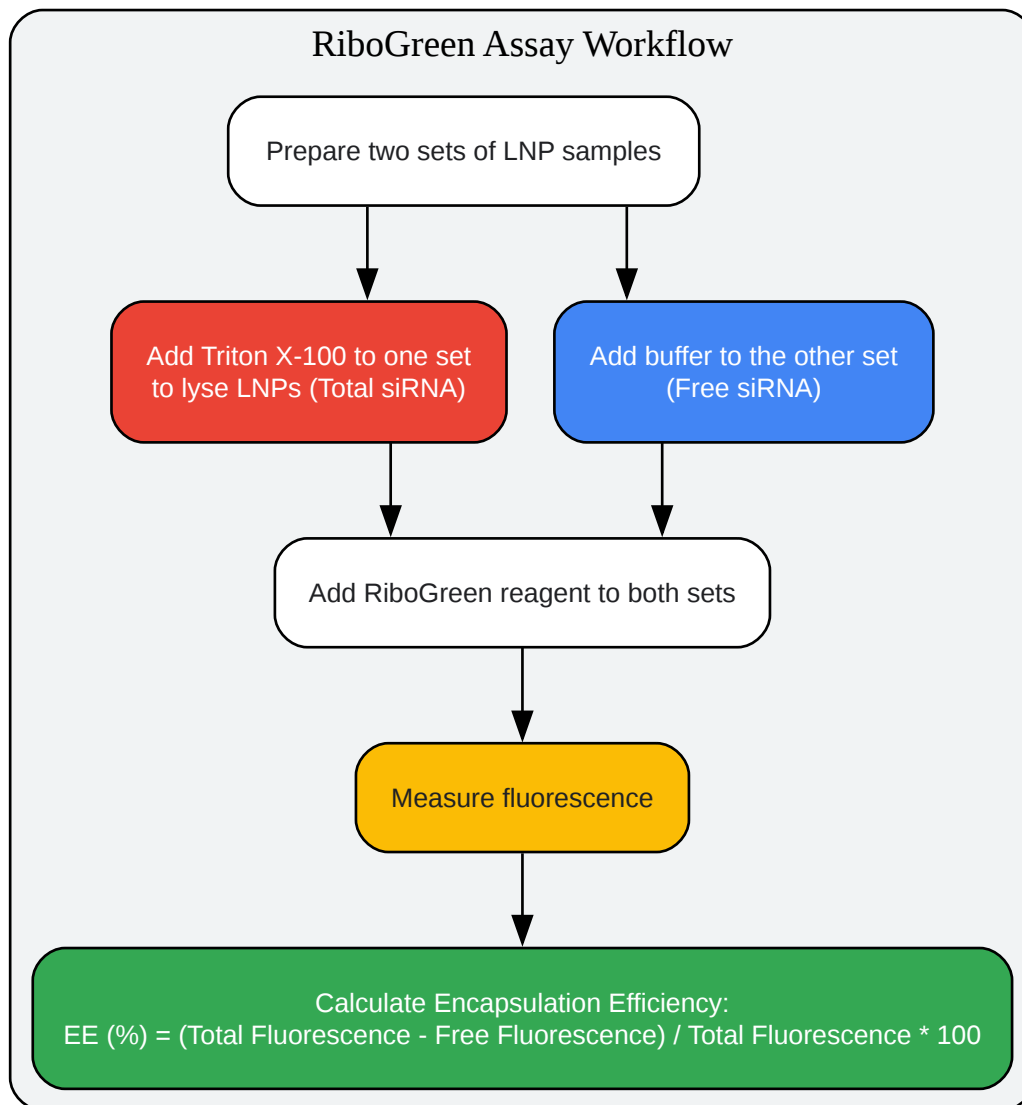 RiboGreen Assay Workflow
Prepare two sets of LNP samples
Add Triton X-100 to one set
to lyse LNPs (Total siRNA)
Add buffer to the other set
(Free siRNA)
Add RiboGreen reagent to both sets
Measure fluorescence
Calculate Encapsulation Efficiency:
EE (%) = (Total Fluorescence - Free Fluorescence) / Total Fluorescence * 100